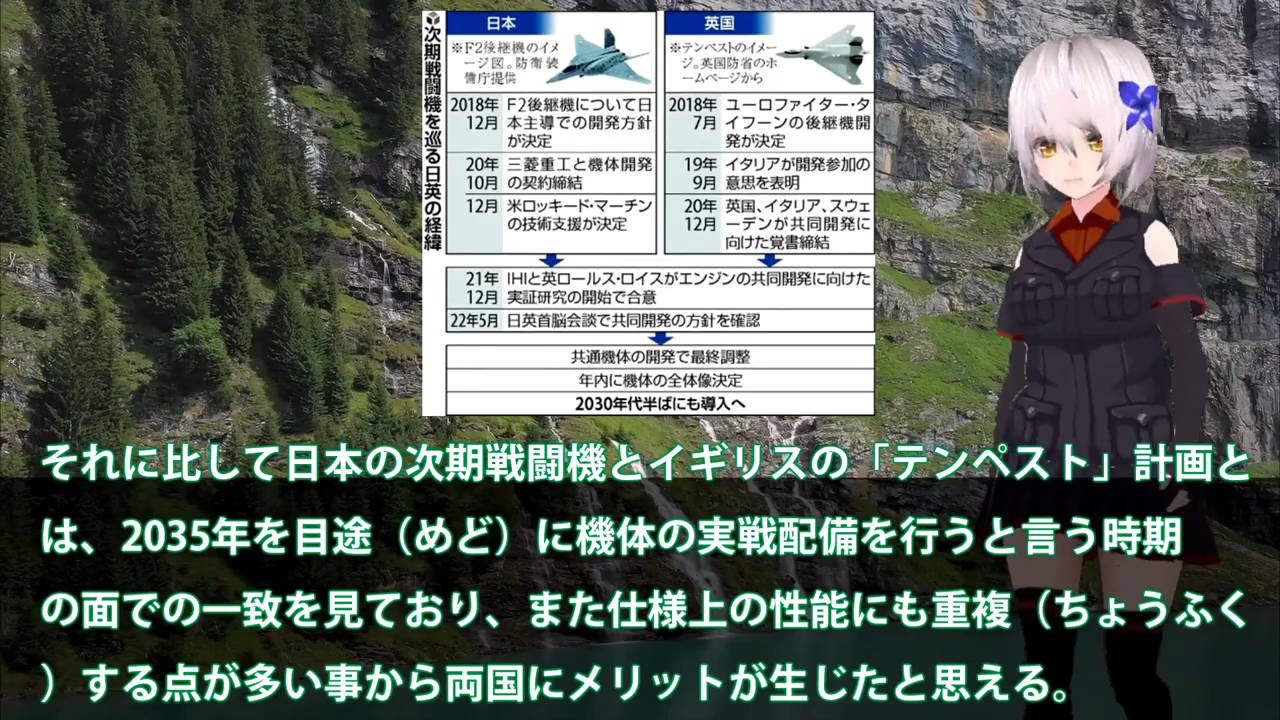 次期戦闘機を巡る日英の経緯
日本
※F2後継機のイメ
ージ図。防衛装
備庁提供
2018年 F2後継機について日
12月 本主導での開発方針
が決定
20年 三菱重工と機体開発
10月 の契約締結
12月 米ロッキード・マーチン
の技術支援が決定
英国
※テンペストのイメー
ジ。英国防省のホ
ームページから
2018年 ユーロファイター・タ
7月 イフーンの後継機開
発が決定
19年 イタリアが開発参加の
9月 意思を表明
20年 英国、イタリア、スウェ
12月 ーデンが共同開発に
向けた覚書締結
21年 IHIと英ロールス・ロイスがエンジンの共同開発に向けた
12月 実証研究の開始で合意
22年5月 日英首脳会談で共同開発の方針を確認
共通機体の開発で最終調整
年内に機体の全体像決定
2030年代半ばにも導入へ
それに比して日本の次期戦闘機とイギリスの「テンペスト」計画と
は、2035年を目途（めど）に機体の実戦配備を行うと言う時期
の面での一致を見ており、また仕様上の性能にも重複（ちょうふく
）する点が多い事から両国にメリットが生じたと思える。